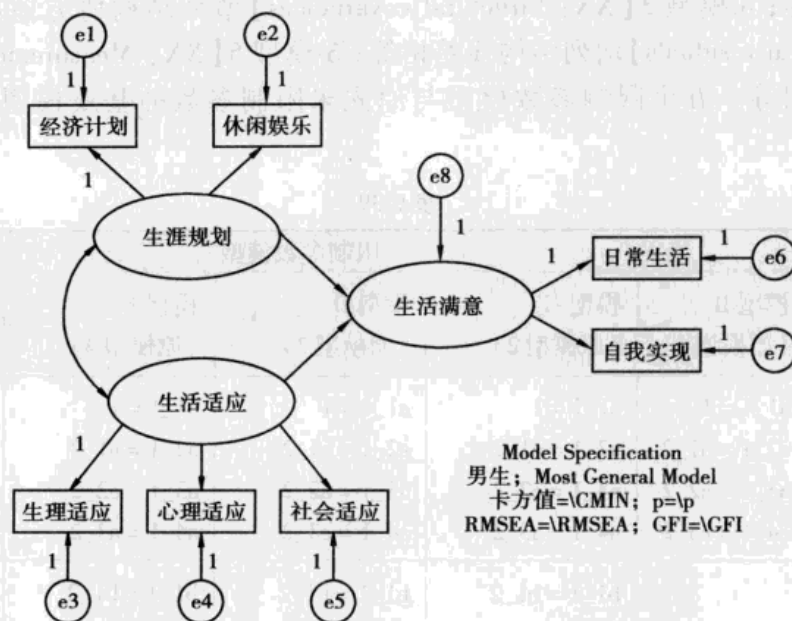 e1
e2
1
1
经济计划
休闲娱乐
1
e8
生涯规划
1
1
日常生活
1
e6
生活满意
自我实现
1
e7
生活适应
1
Model Specification
男生；Most General Model
卡方值=\CMIN；p=\p
RMSEA=\RMSEA；GFI=\GFI
生理适应
心理适应
社会适应
1
1
1
e3
e4
e5